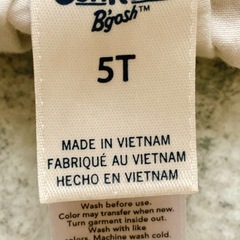 B'gosh™
5T
MADE IN VIETNAM
FABRIQUÉ AU VIETNAM
HECHO EN VIETNAM
Wash before use.
Color may transfer when new.
Turn garment inside out.
Wash with like
colors. Machine wash cold.